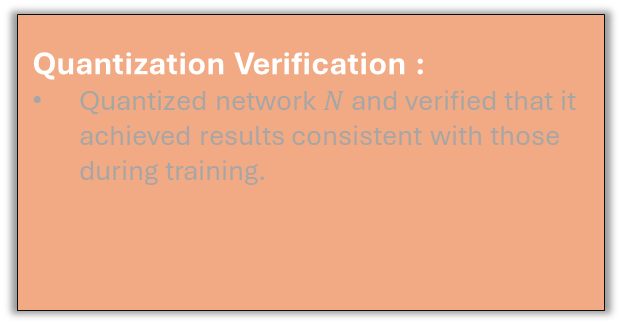 Quantization Verification :
• Quantized network N and verified that it
achieved results consistent with those
during training.